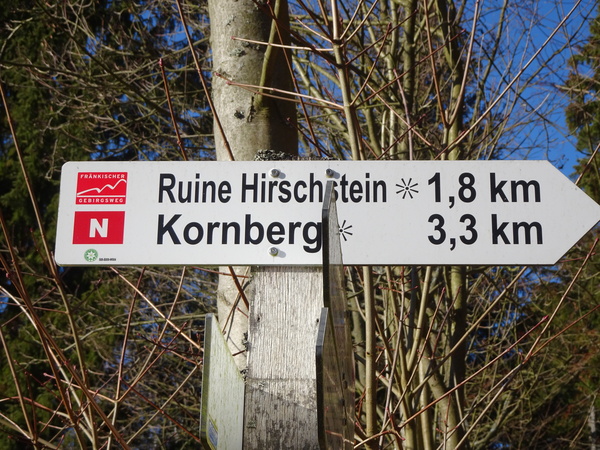 FRÄNKISCHER
GEBIRGSWEG
N
Ruine Hirschstein 1,8 km
Kornberg 3,3 km